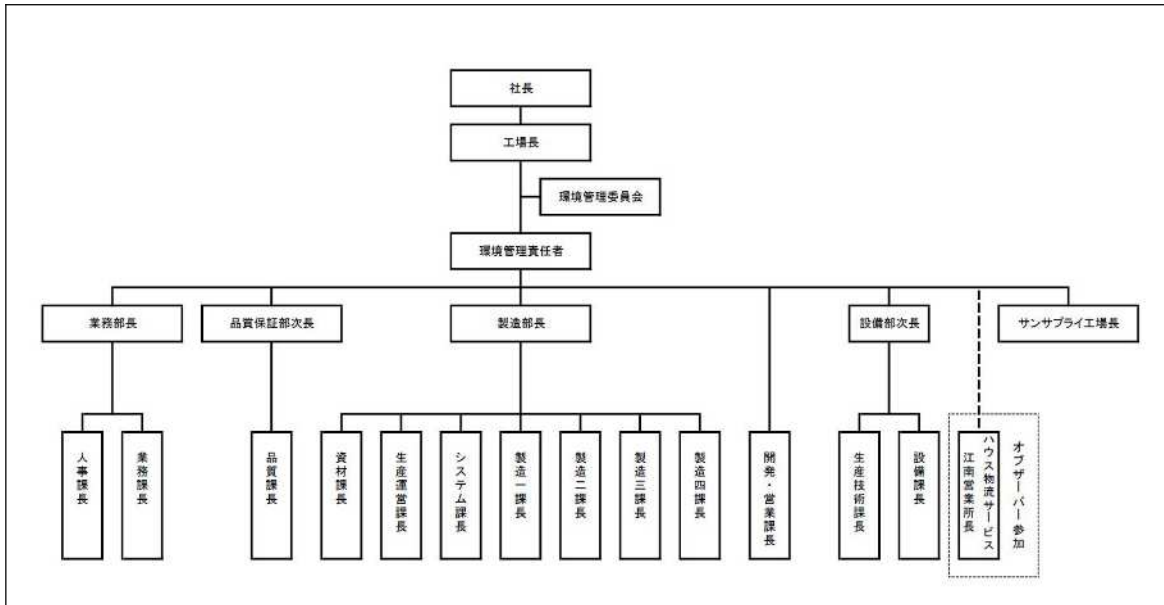 社長
工場長
環境管理委員会
環境管理責任者
業務部長
品質保証部次長
製造部長
設備部次長
サンサプライ工場長
人事課長
業務課長
品質課長
資材課長
生産運営課長
システム課長
製造一課長
製造二課長
製造三課長
製造四課長
開発・営業課長
生産技術課長
設備課長
オブザーバー参加
ハウス物流サービス
江南営業所長